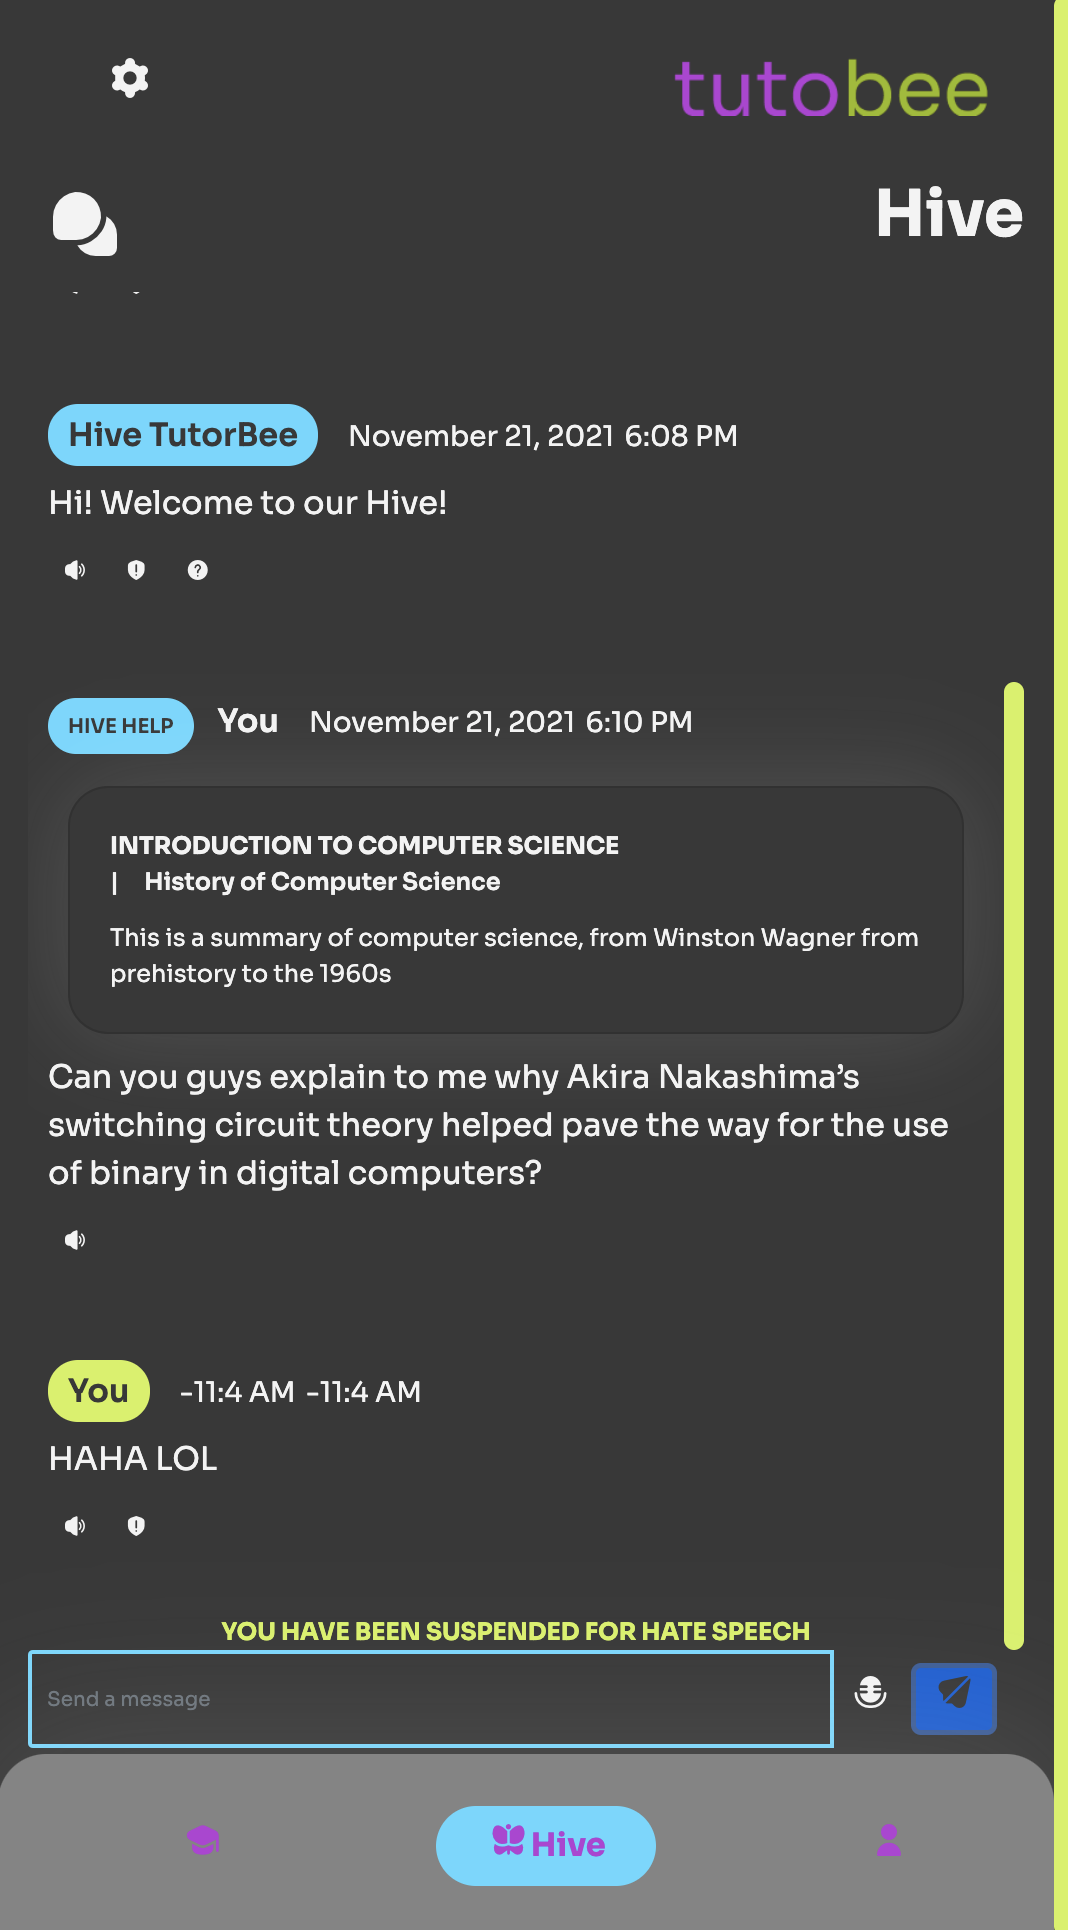 tutobee
Hive
Hive TutorBee November 21, 2021 6:08 PM
Hi! Welcome to our Hive!
HIVE HELP You November 21, 2021 6:10 PM
INTRODUCTION TO COMPUTER SCIENCE
| History of Computer Science
This is a summary of computer science, from Winston Wagner from
prehistory to the 1960s
Can you guys explain to me why Akira Nakashima’s
switching circuit theory helped pave the way for the use
of binary in digital computers?
You -11:4 AM -11:4 AM
HAHA LOL
YOU HAVE BEEN SUSPENDED FOR HATE SPEECH
Send a message
Hive